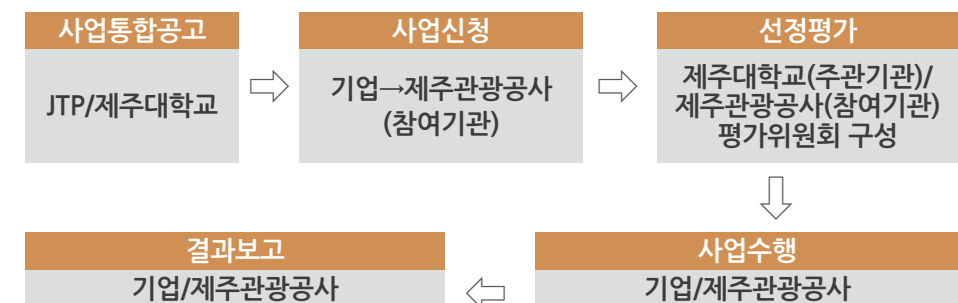 사업통합공고
JTP/제주대학교
사업신청
기업→제주관광공사
(참여기관)
선정평가
제주대학교(주관기관)/
제주관광공사(참여기관)
평가위원회 구성
사업수행
기업/제주관광공사
결과보고
기업/제주관광공사